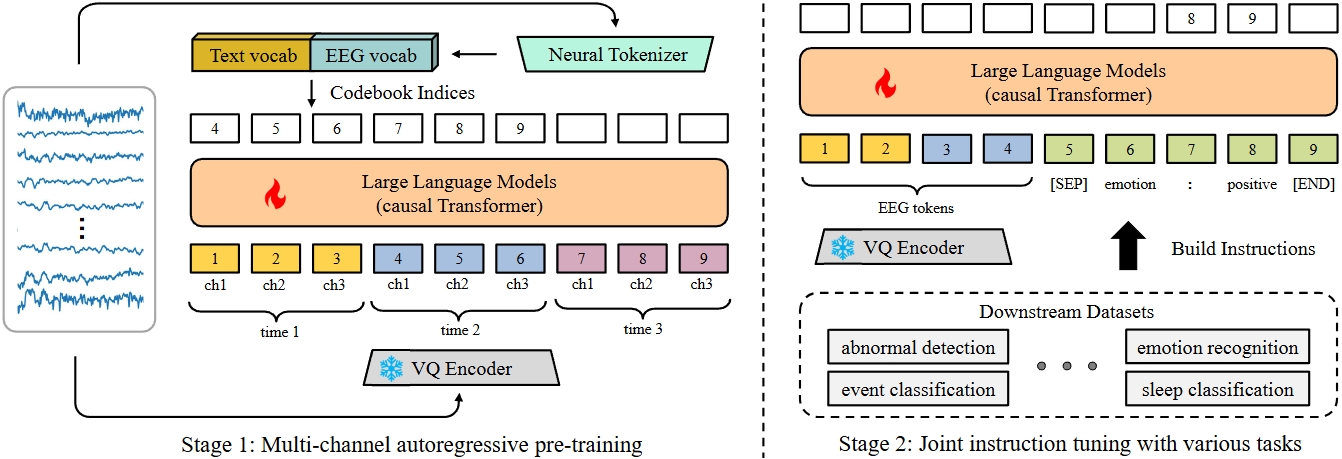 Text vocab EEG vocab
Neural Tokenizer
Codebook Indices
4 5 6 7 8 9
Large Language Models
(causal Transformer)
1 2 3 4 5 6 7 8 9
ch1 ch2 ch3 ch1 ch2 ch3 ch1 ch2 ch3
time 1 time 2 time 3
VQ Encoder
Stage 1: Multi-channel autoregressive pre-training
8 9
Large Language Models
(causal Transformer)
1 2 3 4 5 6 7 8 9
[SEP] emotion : positive [END]
EEG tokens
VQ Encoder
Build Instructions
Downstream Datasets
abnormal detection
emotion recognition
event classification
sleep classification
Stage 2: Joint instruction tuning with various tasks